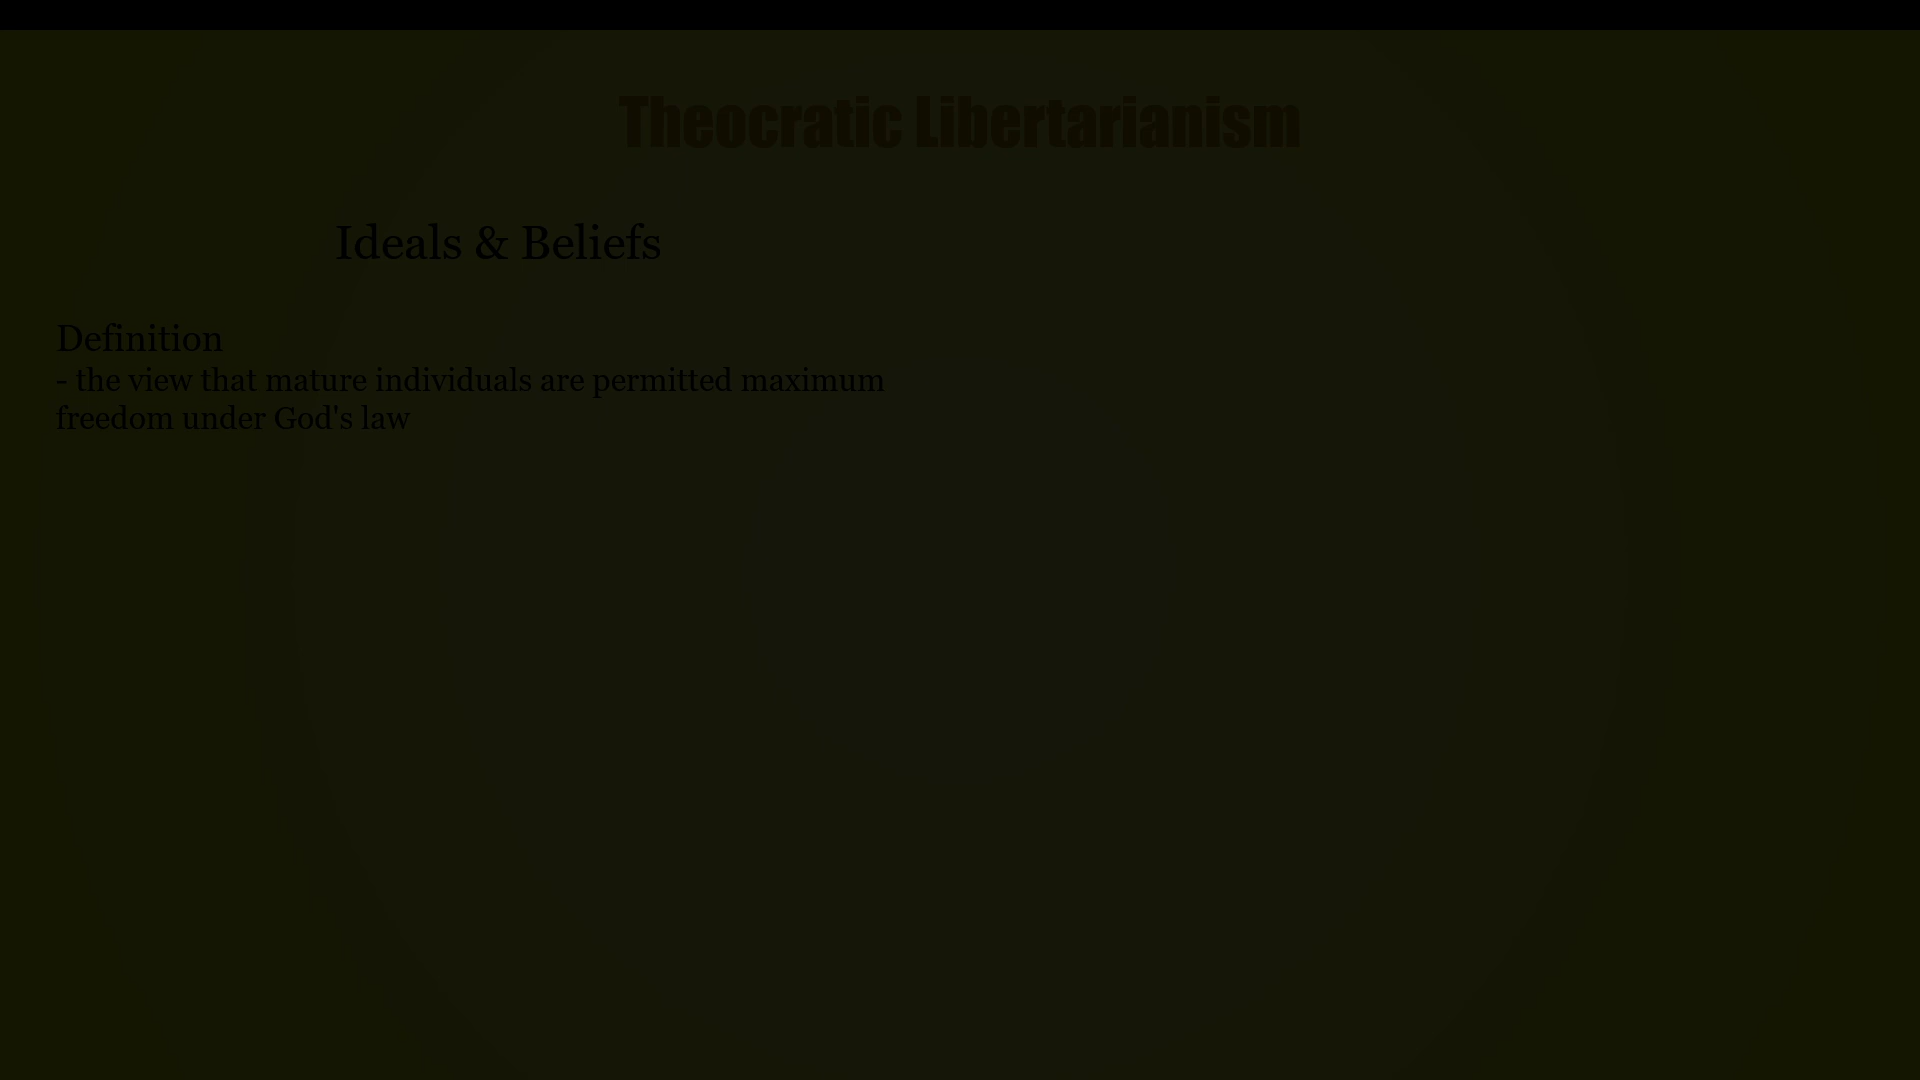 Theocratic Libertarianism
Ideals & Beliefs
Definition
- the view that mature individuals are permitted maximum
freedom under God's law